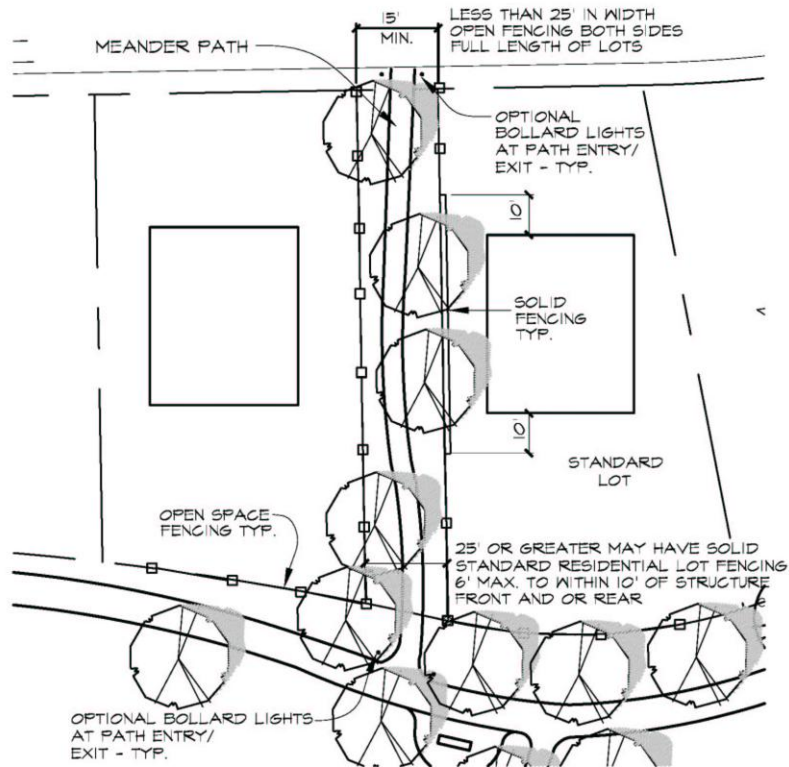 15'
MIN.
LESS THAN 25' IN WIDTH
OPEN FENCING BOTH SIDES
FULL LENGTH OF LOTS
MEANDER PATH
OPTIONAL
BOLLARD LIGHTS
AT PATH ENTRY/
EXIT - TYP.
10'
SOLID
FENCING
TYP.
10'
STANDARD
LOT
OPEN SPACE
FENCING TYP.
25' OR GREATER MAY HAVE SOLID
STANDARD RESIDENTIAL LOT FENCING
6' MAX. TO WITHIN 10' OF STRUCTURE
FRONT AND OR REAR
OPTIONAL BOLLARD LIGHTS
AT PATH ENTRY/
EXIT - TYP.